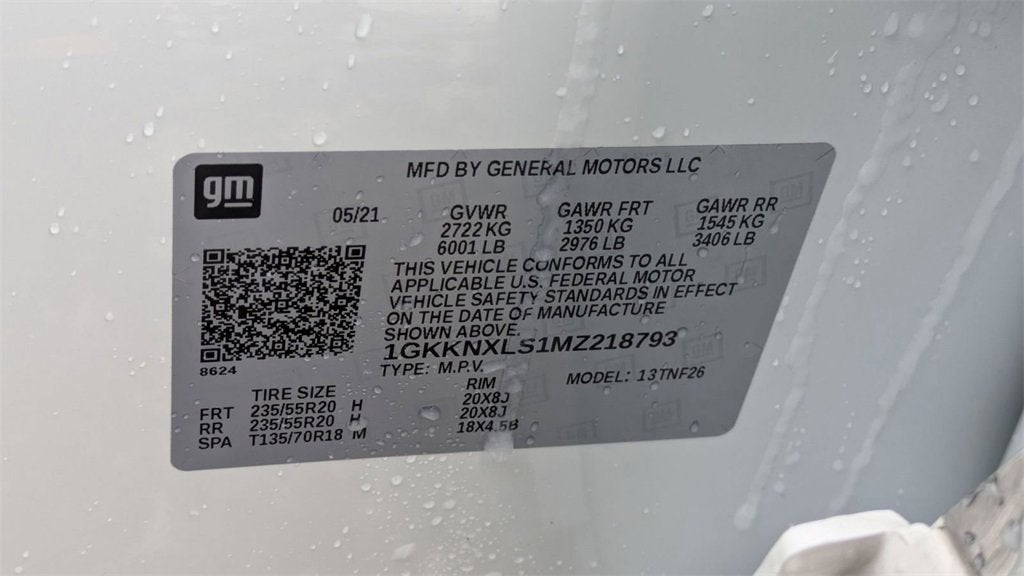 gm
MFD BY GENERAL MOTORS LLC
05/21 GVWR GAWR FRT GAWR RR
2722 KG 1350 KG 1545 KG
6001 LB 2976 LB 3406 LB
THIS VEHICLE CONFORMS TO ALL
APPLICABLE U.S. FEDERAL MOTOR
VEHICLE SAFETY STANDARDS IN EFFECT
ON THE DATE OF MANUFACTURE
SHOWN ABOVE.
1GKKNXLS1MZ218793
8624
TYPE: M.P.V. MODEL: 13TNF26
TIRE SIZE RIM
FRT 235/55R20 H 20X8J
RR 235/55R20 H 20X8J
SPA T135/70R18 M 18X4.5B